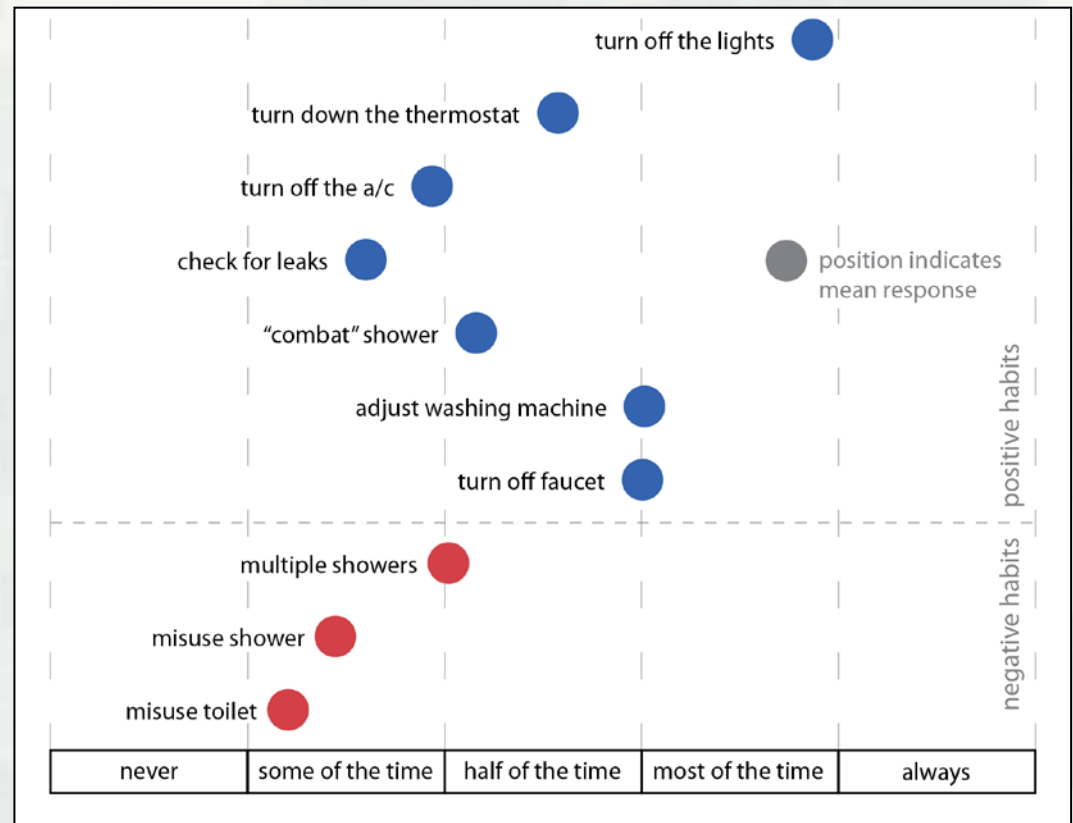 turn off the lights
turn down the thermostat
turn off the a/c
check for leaks
position indicates
mean response
“combat” shower
adjust washing machine
turn off faucet
positive habits
multiple showers
misuse shower
misuse toilet
negative habits
never
some of the time
half of the time
most of the time
always